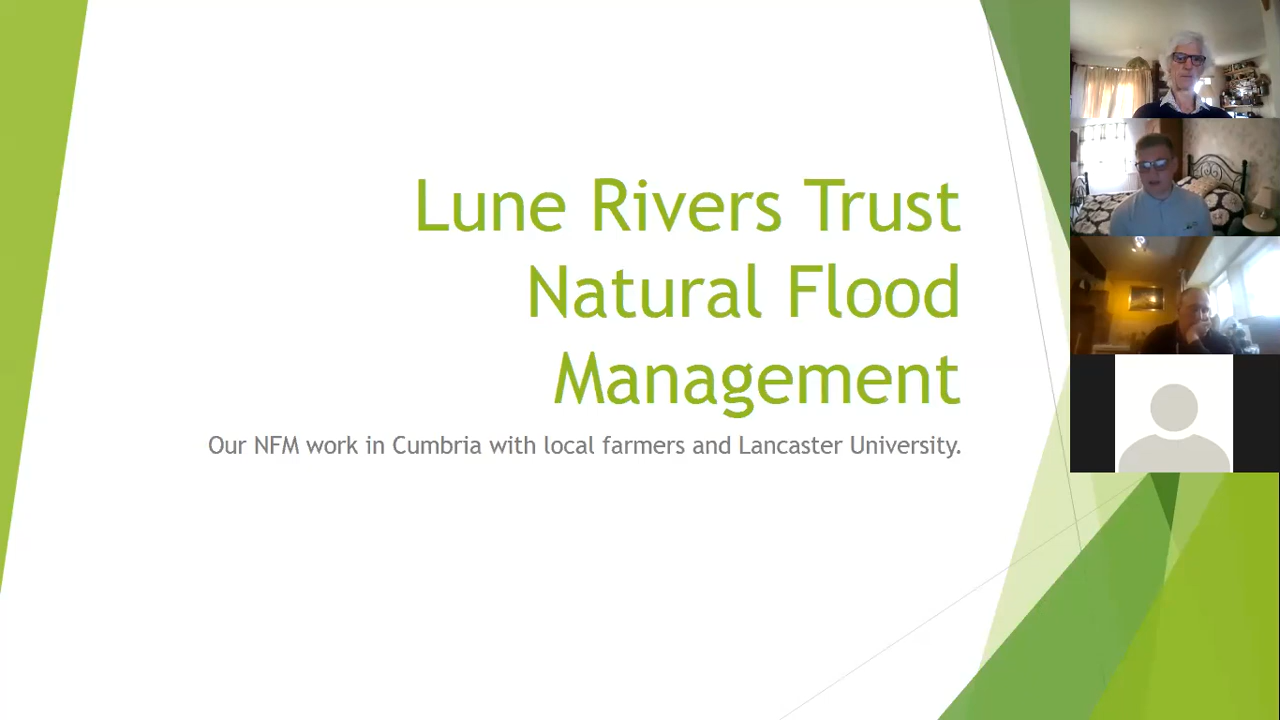 Lune Rivers Trust
Natural Flood
Management
Our NFM work in Cumbria with local farmers and Lancaster University.